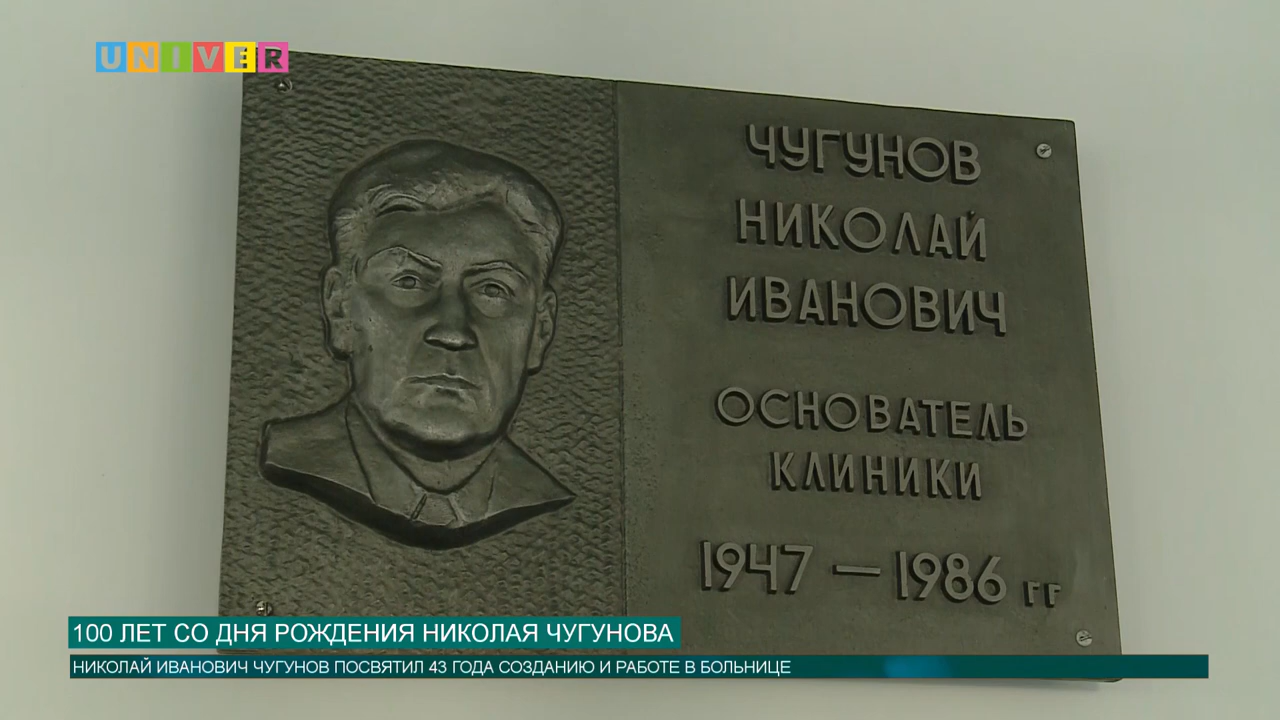 UNIVER
ЧУГУНОВ
НИКОЛАЙ
ИВАНОВИЧ
ОСНОВАТЕЛЬ
КЛИНИКИ
1947 – 1986 гг
100 ЛЕТ СО ДНЯ РОЖДЕНИЯ НИКОЛАЯ ЧУГУНОВА
НИКОЛАЙ ИВАНОВИЧ ЧУГУНОВ ПОСВЯТИЛ 43 ГОДА СОЗДАНИЮ И РАБОТЕ В БОЛЬНИЦЕ